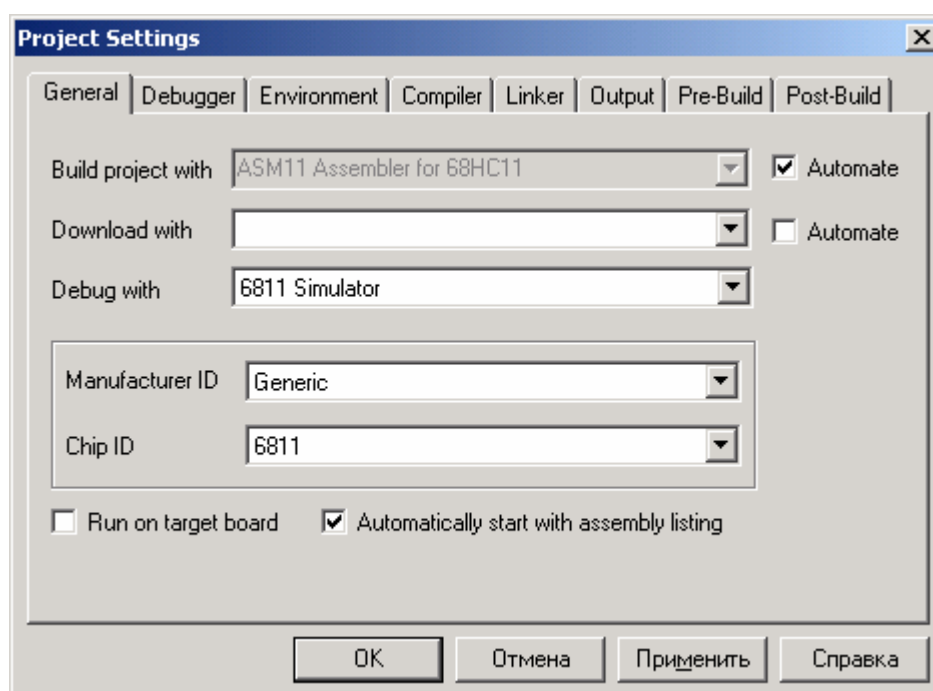 Project Settings
General Debugger Environment Compiler Linker Output Pre-Build Post-Build
Build project with ASM11 Assembler for 68HC11 Automate
Download with Automate
Debug with 6811 Simulator
Manufacturer ID Generic
Chip ID 6811
Run on target board Automatically start with assembly listing
OK Отмена Применить Справка